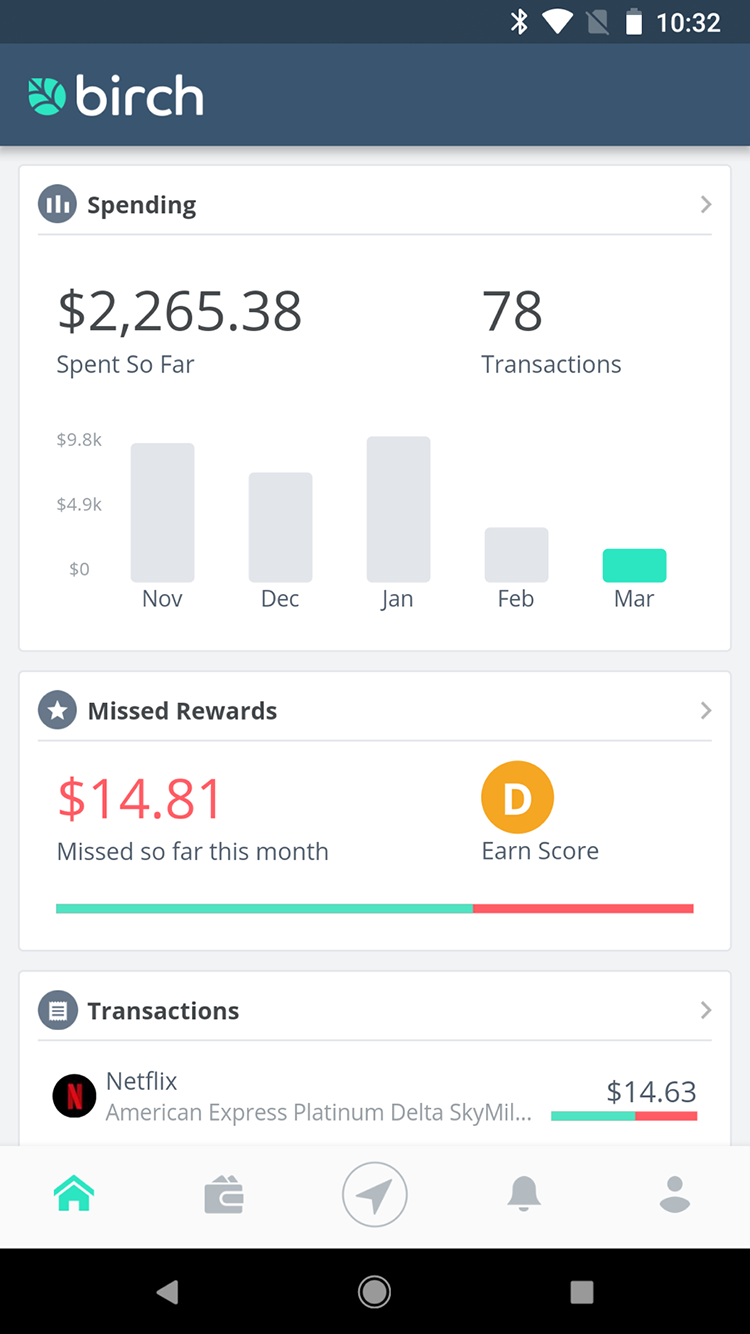 10:32
birch
Spending
$2,265.38 78
Spent So Far Transactions
$9.8k
$4.9k
$0
Nov Dec Jan Feb Mar
Missed Rewards
$14.81 D
Missed so far this month Earn Score
Transactions
N Netflix $14.63
American Express Platinum Delta SkyMil...